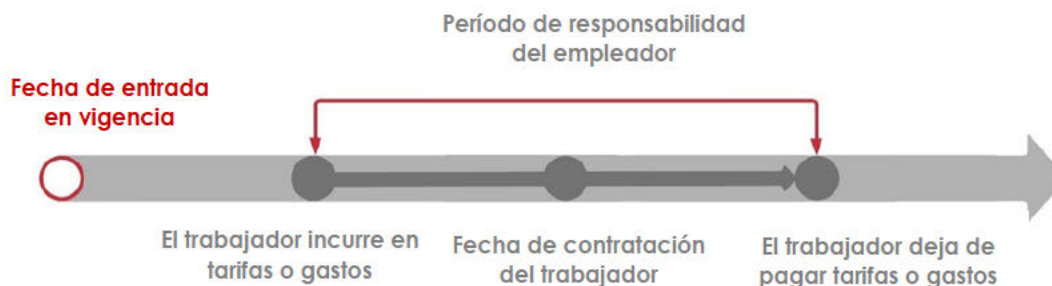 Período de responsabilidad
del empleador
Fecha de entrada
en vigencia
El trabajador incurre en
tarifas o gastos
Fecha de contratación
del trabajador
El trabajador deja de
pagar tarifas o gastos